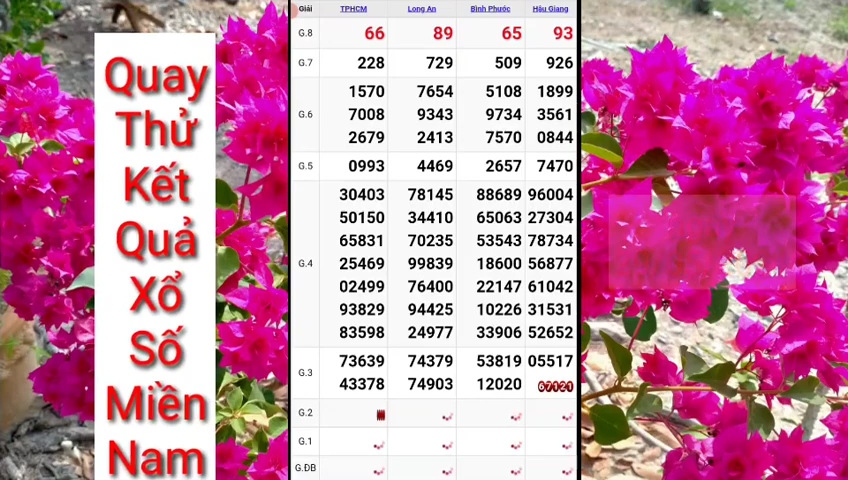 Quay
Thử
Kết
Quả
Xổ
Số
Miền
Nam
Giải TPHCM Long An Bình Phước Hậu Giang
G.8 66 89 65 93
G.7 228 729 509 926
G.6 1570 7654 5108 1899
7008 9343 9734 3561
2679 2413 7570 0844
G.5 0993 4469 2657 7470
G.4 30403 78145 88689 96004
50150 34410 65063 27304
65831 70235 53543 78734
25469 99839 18600 56877
02499 76400 22147 61042
93829 94425 10226 31531
83598 24977 33906 52652
G.3 73639 74379 53819 05517
43378 74903 12020 67121
G.2
G.1
G.ĐB